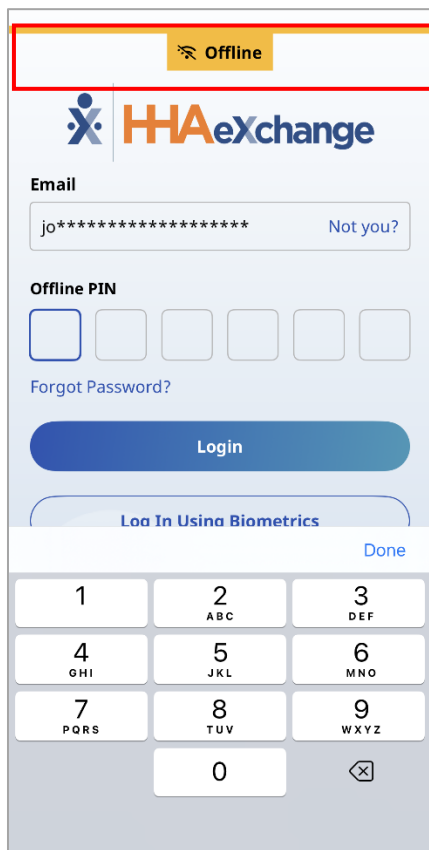 Offline
HHAeXchange
Email
jo******************* Not you?
Offline PIN
Forgot Password?
Login
Log In Using Biometrics
Done
1 2 3
ABC DEF
4 5 6
GHI JKL MNO
7 8 9
PQRS TUV WXYZ
0